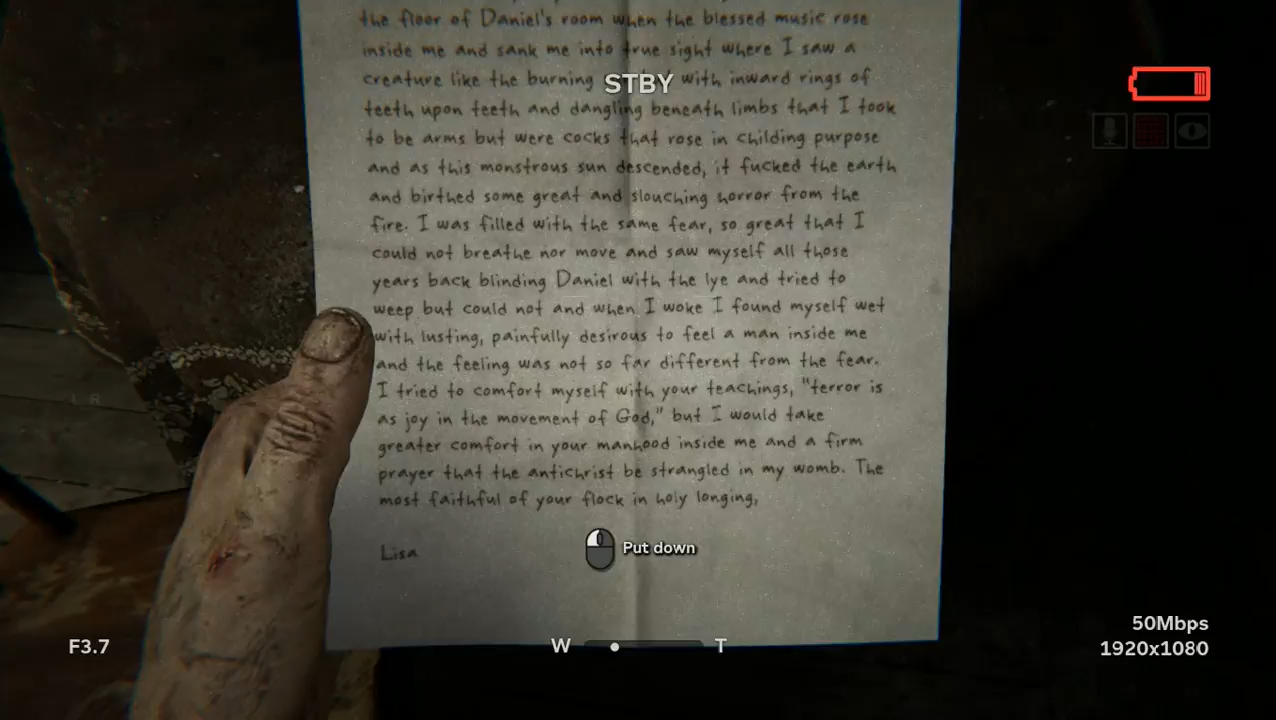 the floor of Daniel's room when the blessed music rose
inside me and sank me into true sight where I saw a
creature like the burning with inward rings of
STBY
teeth upon teeth and dangling beneath limbs that I took
to be arms but were cocks that rose in childing purpose
and as this monstrous sun descended, it fucked the earth
and birthed some great and slouching horror from the
fire. I was filled with the same fear, so great that I
could not breathe nor move and saw myself all those
years back blinding Daniel with the lye and tried to
weep but could not and when I woke I found myself wet
with lusting, painfully desirous to feel a man inside me
and the feeling was not so far different from the fear.
I tried to comfort myself with your teachings, "terror is
as joy in the movement of God," but I would take
greater comfort in your manhood inside me and a firm
prayer that the antichrist be strangled in my womb. The
most faithful of your flock in holy longing,
Lisa
Put down
L R
F3.7
W T
50Mbps
1920x1080